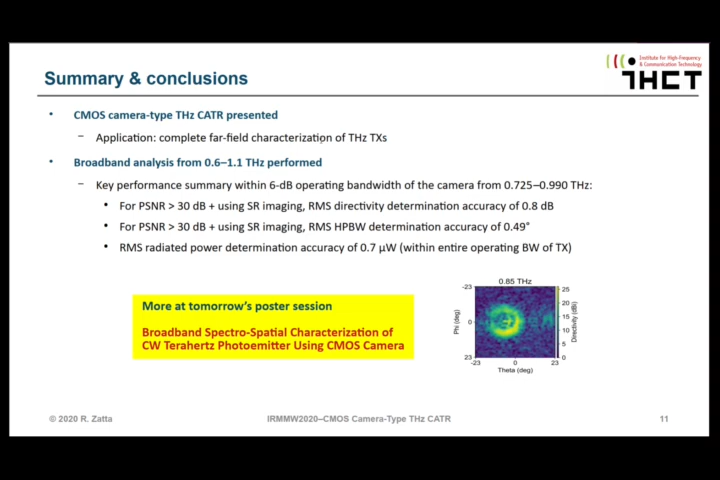 Institute for High-Frequency
& Communication Technology
IHCT
Summary & conclusions
• CMOS camera-type THz CATR presented
– Application: complete far-field characterization of THz TXs
• Broadband analysis from 0.6–1.1 THz performed
– Key performance summary within 6-dB operating bandwidth of the camera from 0.725–0.990 THz:
• For PSNR > 30 dB + using SR imaging, RMS directivity determination accuracy of 0.8 dB
• For PSNR > 30 dB + using SR imaging, RMS HPBW determination accuracy of 0.49°
• RMS radiated power determination accuracy of 0.7 μW (within entire operating BW of TX)
More at tomorrow's poster session
Broadband Spectro-Spatial Characterization of
CW Terahertz Photoemitter Using CMOS Camera
0.85 THz
-23
0
23
Phi (deg)
-23 0 23
Theta (deg)
25
20
15
10
5
0
Directivity (dBi)
© 2020 R. Zatta IRMMW2020–CMOS Camera-Type THz CATR 11